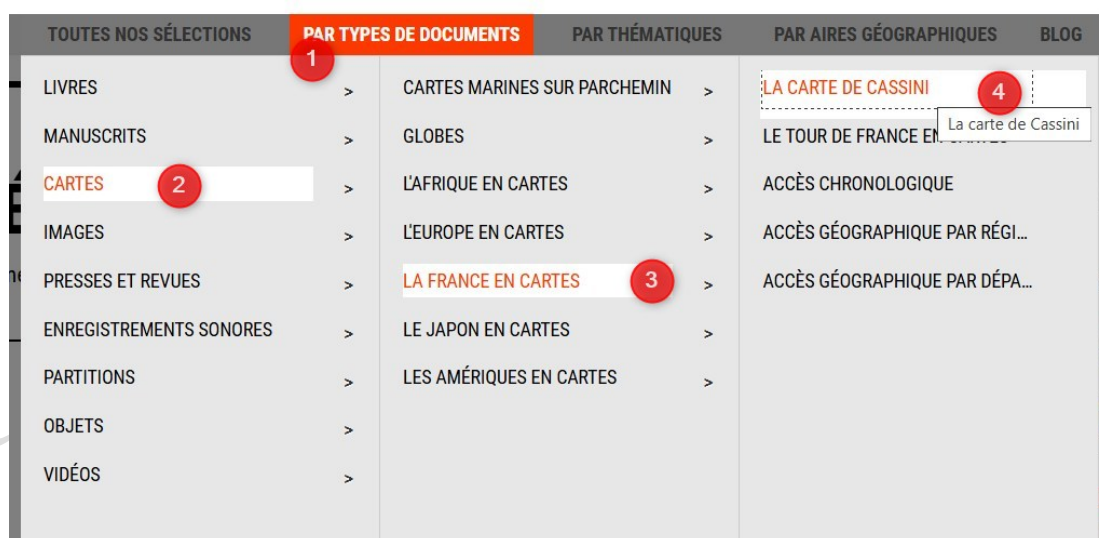 TOUTES NOS SÉLECTIONS PAR TYPES DE DOCUMENTS PAR THÉMATIQUES PAR AIRES GÉOGRAPHIQUES BLOG
1
LIVRES >
MANUSCRITS >
CARTES 2 >
IMAGES >
PRESSES ET REVUES >
ENREGISTREMENTS SONORES >
PARTITIONS >
OBJETS >
VIDÉOS >
CARTES MARINES SUR PARCHEMIN >
GLOBES >
L'AFRIQUE EN CARTES >
L'EUROPE EN CARTES >
LA FRANCE EN CARTES 3 >
LE JAPON EN CARTES >
LES AMÉRIQUES EN CARTES >
LA CARTE DE CASSINI 4
La carte de Cassini
LE TOUR DE FRANCE EN
ACCÈS CHRONOLOGIQUE
ACCÈS GÉOGRAPHIQUE PAR RÉGI...
ACCÈS GÉOGRAPHIQUE PAR DÉPA...